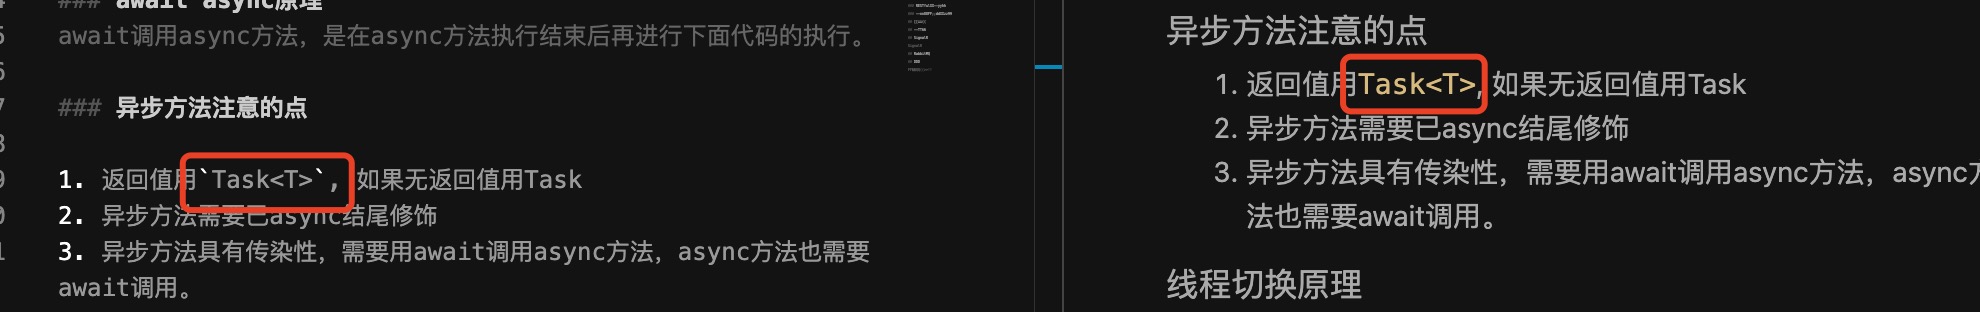 ### await async原理
await调用async方法，是在async方法执行结束后再进行下面代码的执行。
### 异步方法注意的点
1. 返回值用`Task<T>`, 如果无返回值用Task
2. 异步方法需要已async结尾修饰
3. 异步方法具有传染性，需要用await调用async方法，async方法也需要
await调用。
异步方法注意的点
1. 返回值用Task<T>, 如果无返回值用Task
2. 异步方法需要已async结尾修饰
3. 异步方法具有传染性，需要用await调用async方法，async方
法也需要await调用。
线程切换原理